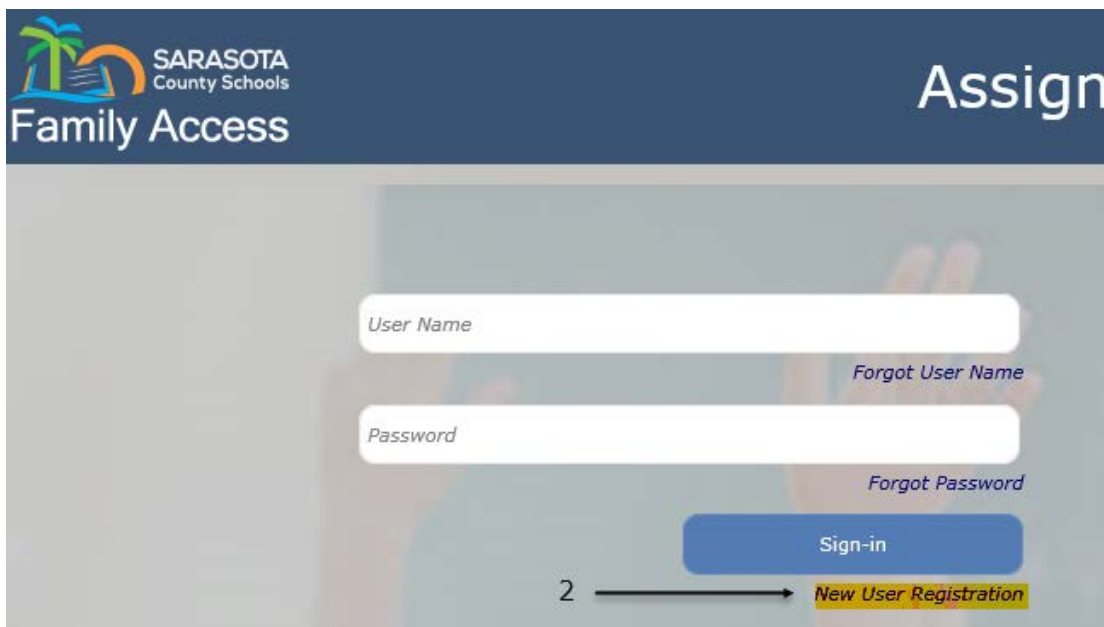 SARASOTA
County Schools
Family Access
Assign
User Name
Forgot User Name
Password
Forgot Password
Sign-in
2
New User Registration